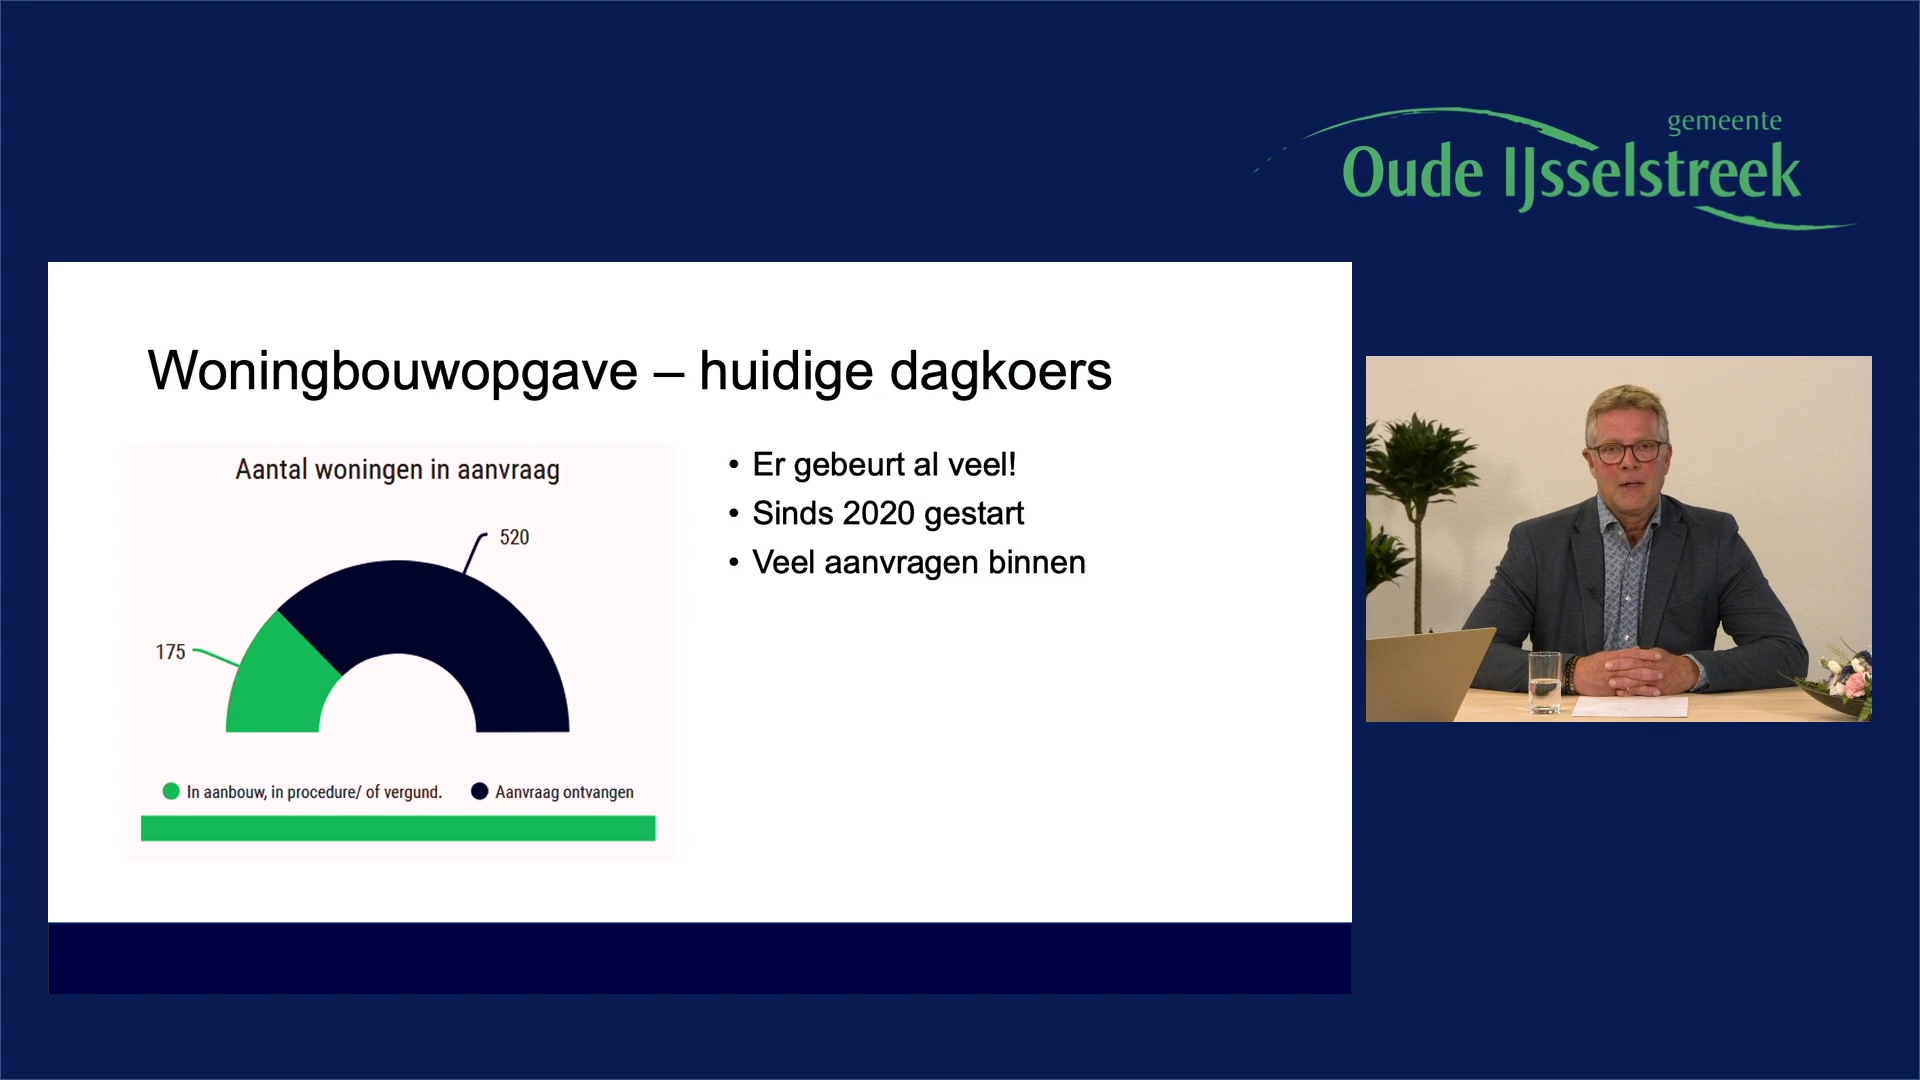 gemeente
Oude IJsselstreek
Woningbouwopgave – huidige dagkoers
Aantal woningen in aanvraag
520
175
In aanbouw, in procedure/ of vergund.
Aanvraag ontvangen
• Er gebeurt al veel!
• Sinds 2020 gestart
• Veel aanvragen binnen